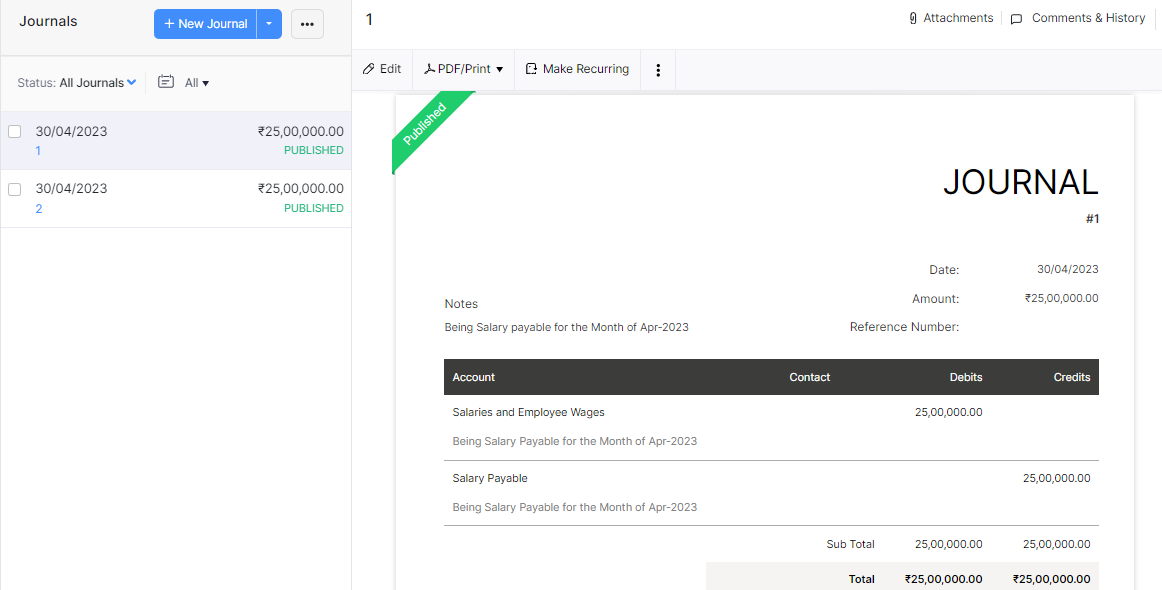 Journals
+ New Journal
Status: All Journals
All
30/04/2023 ₹25,00,000.00
1 PUBLISHED
30/04/2023 ₹25,00,000.00
2 PUBLISHED
1
Attachments
Comments & History
Edit
PDF/Print
Make Recurring
Published
JOURNAL
#1
Date: 30/04/2023
Amount: ₹25,00,000.00
Reference Number:
Notes
Being Salary payable for the Month of Apr-2023
Account Contact Debits Credits
Salaries and Employee Wages 25,00,000.00
Being Salary Payable for the Month of Apr-2023
Salary Payable 25,00,000.00
Being Salary Payable for the Month of Apr-2023
Sub Total 25,00,000.00 25,00,000.00
Total ₹25,00,000.00 ₹25,00,000.00